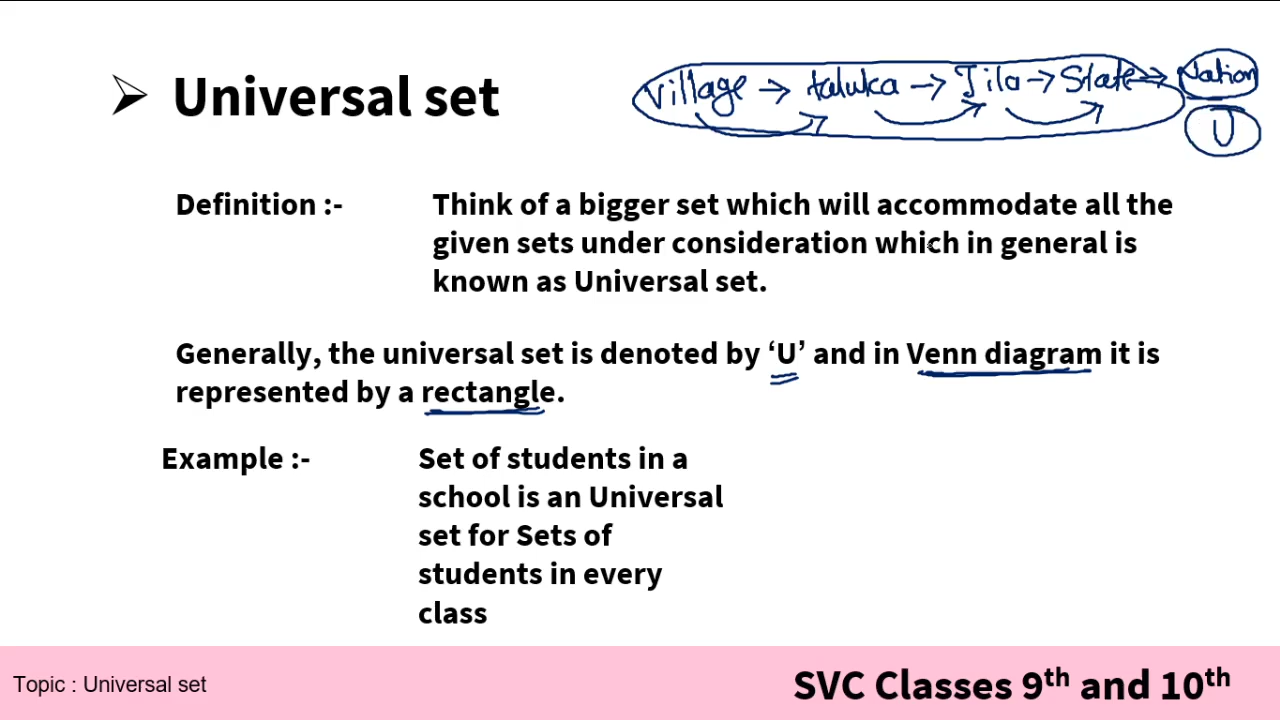 Universal set
Village → taluka → Jila → State → Nation
U
Definition :- Think of a bigger set which will accommodate all the
given sets under consideration which in general is
known as Universal set.
Generally, the universal set is denoted by ‘U’ and in Venn diagram it is
represented by a rectangle.
Example :- Set of students in a
school is an Universal
set for Sets of
students in every
class
Topic : Universal set
SVC Classes 9th and 10th